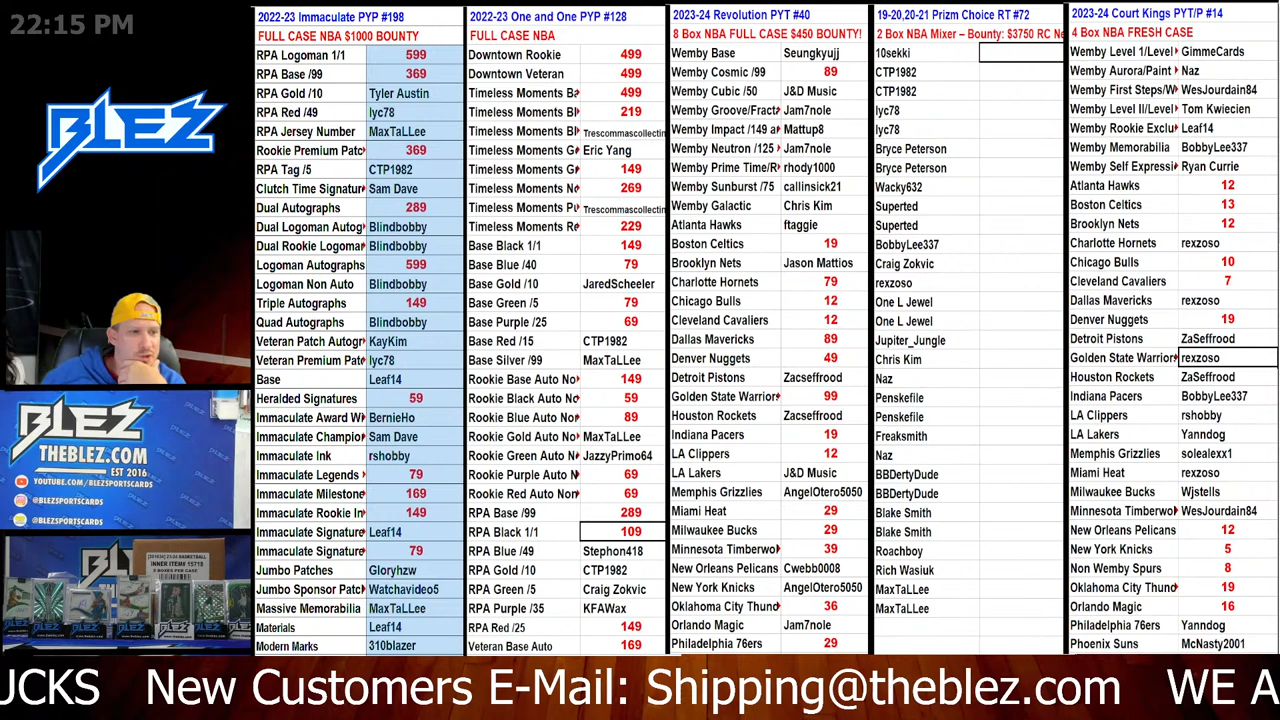 22:15 PM
BLEZ
BLEZ
THEBLEZ.COM
EST 2016
YOUTUBE.COM/BLEZSPORTSCARDS
@BLEZSPORTSCARDS
@BLEZSPORTSCARDS
INNER ITEM# 15718
2022-23 Immaculate PYP #198
FULL CASE NBA $1000 BOUNTY
RPA Logoman 1/1 599
RPA Base /99 369
RPA Gold /10 Tyler Austin
RPA Red /49 lyc78
RPA Jersey Number MaxTaLLee
Rookie Premium Patc 369
RPA Tag /5 CTP1982
Clutch Time Signatur Sam Dave
Dual Autographs 289
Dual Logoman Autog Blindbobby
Dual Rookie Logoma Blindbobby
Logoman Autographs 599
Logoman Non Auto Blindbobby
Triple Autographs 149
Quad Autographs Blindbobby
Veteran Patch Autogr KayKim
Veteran Premium Pat lyc78
Base Leaf14
Heralded Signatures 59
Immaculate Award W BernieHo
Immaculate Champio Sam Dave
Immaculate Ink rshobby
Immaculate Legends 79
Immaculate Milestone 169
Immaculate Rookie In 149
Immaculate Signature Leaf14
Immaculate Signature 79
Jumbo Patches Gloryhzw
Jumbo Sponsor Patc Watchavideo5
Massive Memorabilia MaxTaLLee
Materials Leaf14
Modern Marks 310blazer
2022-23 One and One PYP #128
FULL CASE NBA
Downtown Rookie 499
Downtown Veteran 499
Timeless Moments Ba 499
Timeless Moments Bl 219
Timeless Moments Bl Trescommascollectin
Timeless Moments G Eric Yang
Timeless Moments G 149
Timeless Moments No 269
Timeless Moments Pu Trescommascollectin
Timeless Moments Re 229
Base Black 1/1 149
Base Blue /40 79
Base Gold /10 JaredScheeler
Base Green /5 79
Base Purple /25 69
Base Red /15 CTP1982
Base Silver /99 MaxTaLLee
Rookie Base Auto No 149
Rookie Black Auto No 59
Rookie Blue Auto No 89
Rookie Gold Auto No MaxTaLLee
Rookie Green Auto No JazzyPrimo64
Rookie Purple Auto N 69
Rookie Red Auto Non 69
RPA Base /99 289
RPA Black 1/1 109
RPA Blue /49 Stephon418
RPA Gold /10 CTP1982
RPA Green /5 Craig Zokvic
RPA Purple /35 KFAWax
RPA Red /25 149
Veteran Base Auto 169
2023-24 Revolution PYT #40
8 Box NBA FULL CASE $450 BOUNTY!
Wemby Base Seungkyujj
Wemby Cosmic /99 89
Wemby Cubic /50 J&D Music
Wemby Groove/Fract Jam7nole
Wemby Impact /149 a Mattup8
Wemby Neutron /125 Jam7nole
Wemby Prime Time/R rhody1000
Wemby Sunburst /75 callinsick21
Wemby Galactic Chris Kim
Atlanta Hawks ftaggie
Boston Celtics 19
Brooklyn Nets Jason Mattios
Charlotte Hornets 79
Chicago Bulls 12
Cleveland Cavaliers 12
Dallas Mavericks 89
Denver Nuggets 49
Detroit Pistons Zacseffrood
Golden State Warrior 99
Houston Rockets Zacseffrood
Indiana Pacers 19
LA Clippers 12
LA Lakers J&D Music
Memphis Grizzlies AngelOtero5050
Miami Heat 29
Milwaukee Bucks 29
Minnesota Timberwol 39
New Orleans Pelicans Cwebb0008
New York Knicks AngelOtero5050
Oklahoma City Thund 36
Orlando Magic Jam7nole
Philadelphia 76ers 29
19-20,20-21 Prizm Choice RT #72
2 Box NBA Mixer – Bounty: $3750 RC Ne
10sekki
CTP1982
CTP1982
lyc78
lyc78
Bryce Peterson
Bryce Peterson
Wacky632
Superted
Superted
BobbyLee337
Craig Zokvic
rexzoso
One L Jewel
One L Jewel
Jupiter_Jungle
Chris Kim
Naz
Penskefile
Penskefile
Freaksmith
Naz
BBDertyDude
BBDertyDude
Blake Smith
Blake Smith
Roachboy
Rich Wasiuk
MaxTaLLee
MaxTaLLee
2023-24 Court Kings PYT/P #14
4 Box NBA FRESH CASE
Wemby Level 1/Level GimmeCards
Wemby Aurora/Paint Naz
Wemby First Steps/W WesJourdain84
Wemby Level II/Level Tom Kwiecien
Wemby Rookie Exclu Leaf14
Wemby Memorabilia BobbyLee337
Wemby Self Expressi Ryan Currie
Atlanta Hawks 12
Boston Celtics 13
Brooklyn Nets 12
Charlotte Hornets rexzoso
Chicago Bulls 10
Cleveland Cavaliers 7
Dallas Mavericks rexzoso
Denver Nuggets 19
Detroit Pistons ZaSeffrood
Golden State Warrior rexzoso
Houston Rockets ZaSeffrood
Indiana Pacers BobbyLee337
LA Clippers rshobby
LA Lakers Yanndog
Memphis Grizzlies solealexx1
Miami Heat rexzoso
Milwaukee Bucks Wjstells
Minnesota Timberwo WesJourdain84
New Orleans Pelicans 12
New York Knicks 5
Non Wemby Spurs 8
Oklahoma City Thun 19
Orlando Magic 16
Philadelphia 76ers Yanndog
Phoenix Suns McNasty2001
JCKS New Customers E-Mail: Shipping@theblez.com WE A